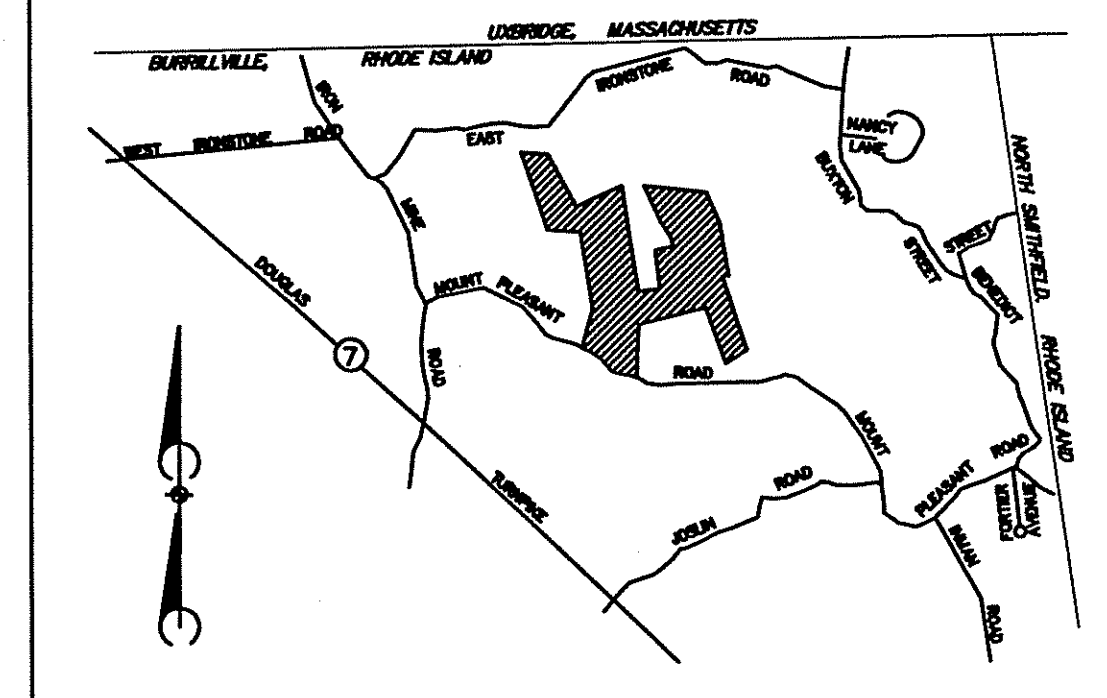 UXBRIDGE, MASSACHUSETTS
BURRILLVILLE, RHODE ISLAND
IRON
MINE
ROAD
WEST IRONSTONE ROAD
EAST
IRONSTONE
ROAD
NANCY
LANE
BUXTON
STREET
STREET
BENEDICT
NORTH SMITHFIELD, RHODE ISLAND
DOUGLAS
7
TURNPIKE
MOUNT
PLEASANT
ROAD
MOUNT
PLEASANT
ROAD
JOSLIN
ROAD
INMAN
ROAD
FORTIER
AVENUE